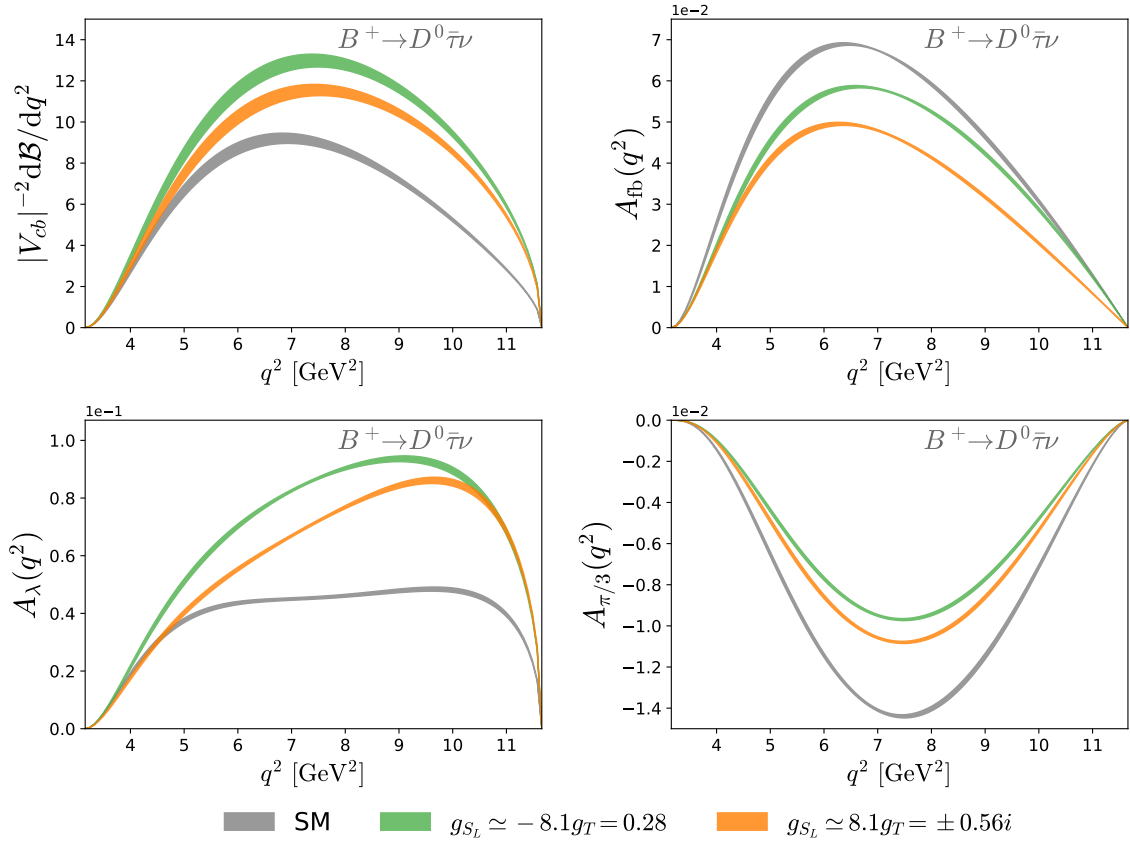 B⁺→D⁰τ̄ν
|V_cb|⁻²dℬ/dq²
14
12
10
8
6
4
2
0
4 5 6 7 8 9 10 11
q² [GeV²]
1e−2
B⁺→D⁰τ̄ν
A_fb(q²)
7
6
5
4
3
2
1
0
4 5 6 7 8 9 10 11
q² [GeV²]
1e−1
B⁺→D⁰τ̄ν
A_λ(q²)
1.0
0.8
0.6
0.4
0.2
0.0
4 5 6 7 8 9 10 11
q² [GeV²]
1e−2
B⁺→D⁰τ̄ν
A_π/3(q²)
0.0
−0.2
−0.4
−0.6
−0.8
−1.0
−1.2
−1.4
4 5 6 7 8 9 10 11
q² [GeV²]
SM
g_S_L ≃ −8.1g_T = 0.28
g_S_L ≃ 8.1g_T = ±0.56i